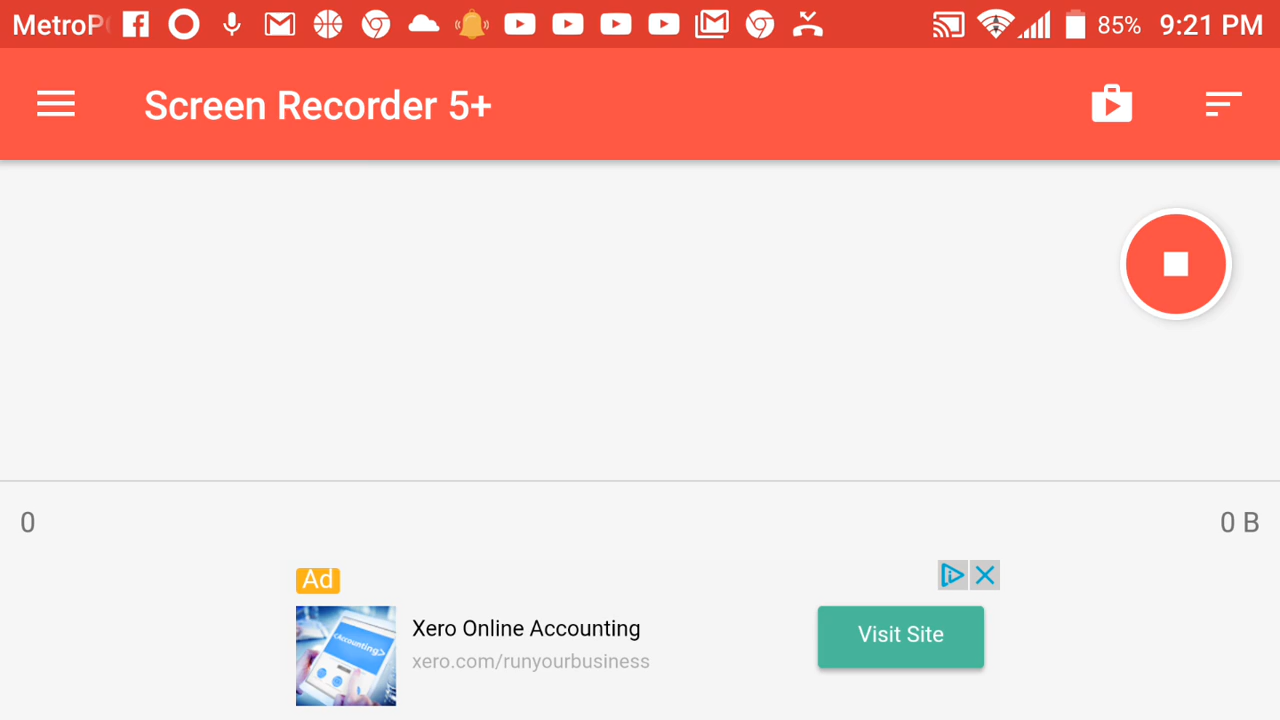 MetroP 85% 9:21 PM
Screen Recorder 5+
0 0 B
Ad
Xero Online Accounting
xero.com/runyourbusiness
Visit Site
Accounting>